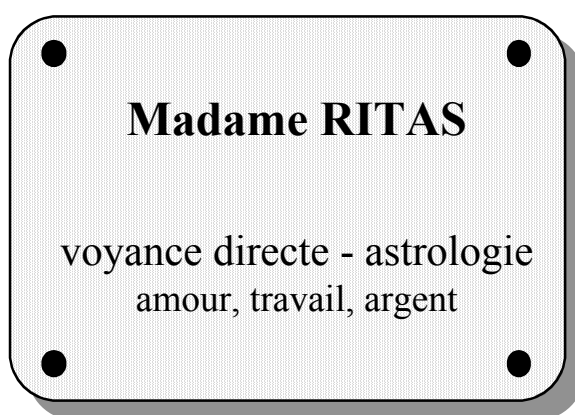 Madame RITAS
voyance directe - astrologie
amour, travail, argent